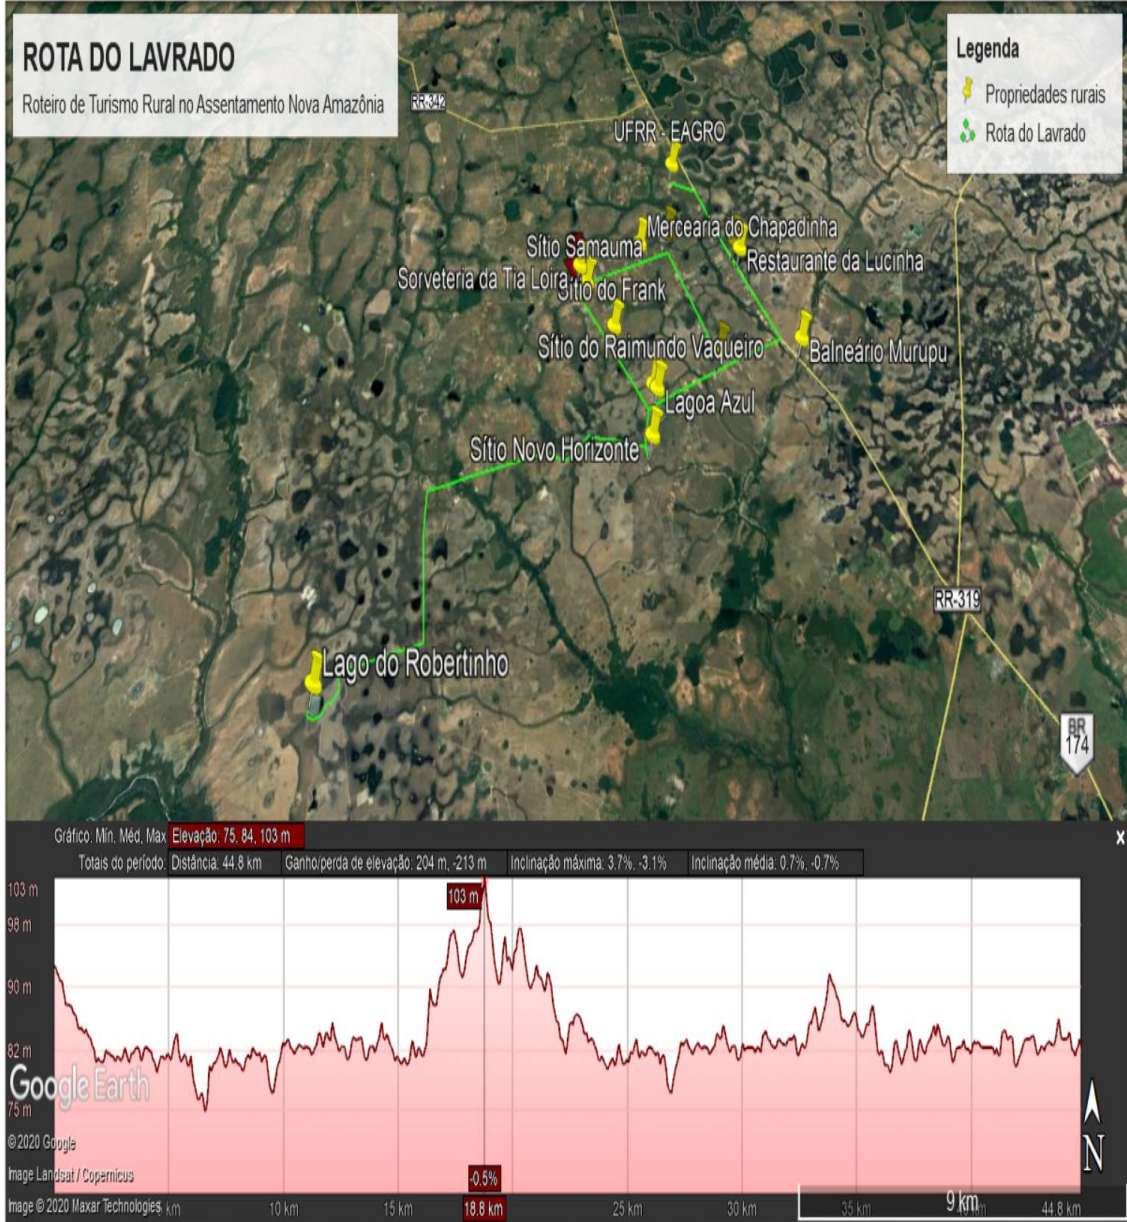 ROTA DO LAVRADO
Roteiro de Turismo Rural no Assentamento Nova Amazônia
Legenda
Propriedades rurais
Rota do Lavrado
RR-342
UFRR - EAGRO
Mercearia do Chapadinha
Sítio Samauma
Restaurante da Lucinha
Sorveteria da Tia Loira
Sítio do Frank
Sítio do Raimundo Vaqueiro
Balneário Murupu
Lagoa Azul
Sítio Novo Horizonte
RR-319
Lago do Robertinho
BR
174
Gráfico: Mín, Méd, Max Elevação: 75, 84, 103 m
x
Totais do período: Distância: 44.8 km Ganho/perda de elevação: 204 m, -213 m Inclinação máxima: 3.7%, -3.1% Inclinação média: 0.7%, -0.7%
103 m
103 m
98 m
90 m
82 m
Google Earth
75 m
N
© 2020 Google
Image Landsat / Copernicus
-0.5%
Image © 2020 Maxar Technologies
10 km 15 km 18.8 km 25 km 30 km 35 km 44.8 km
9 km